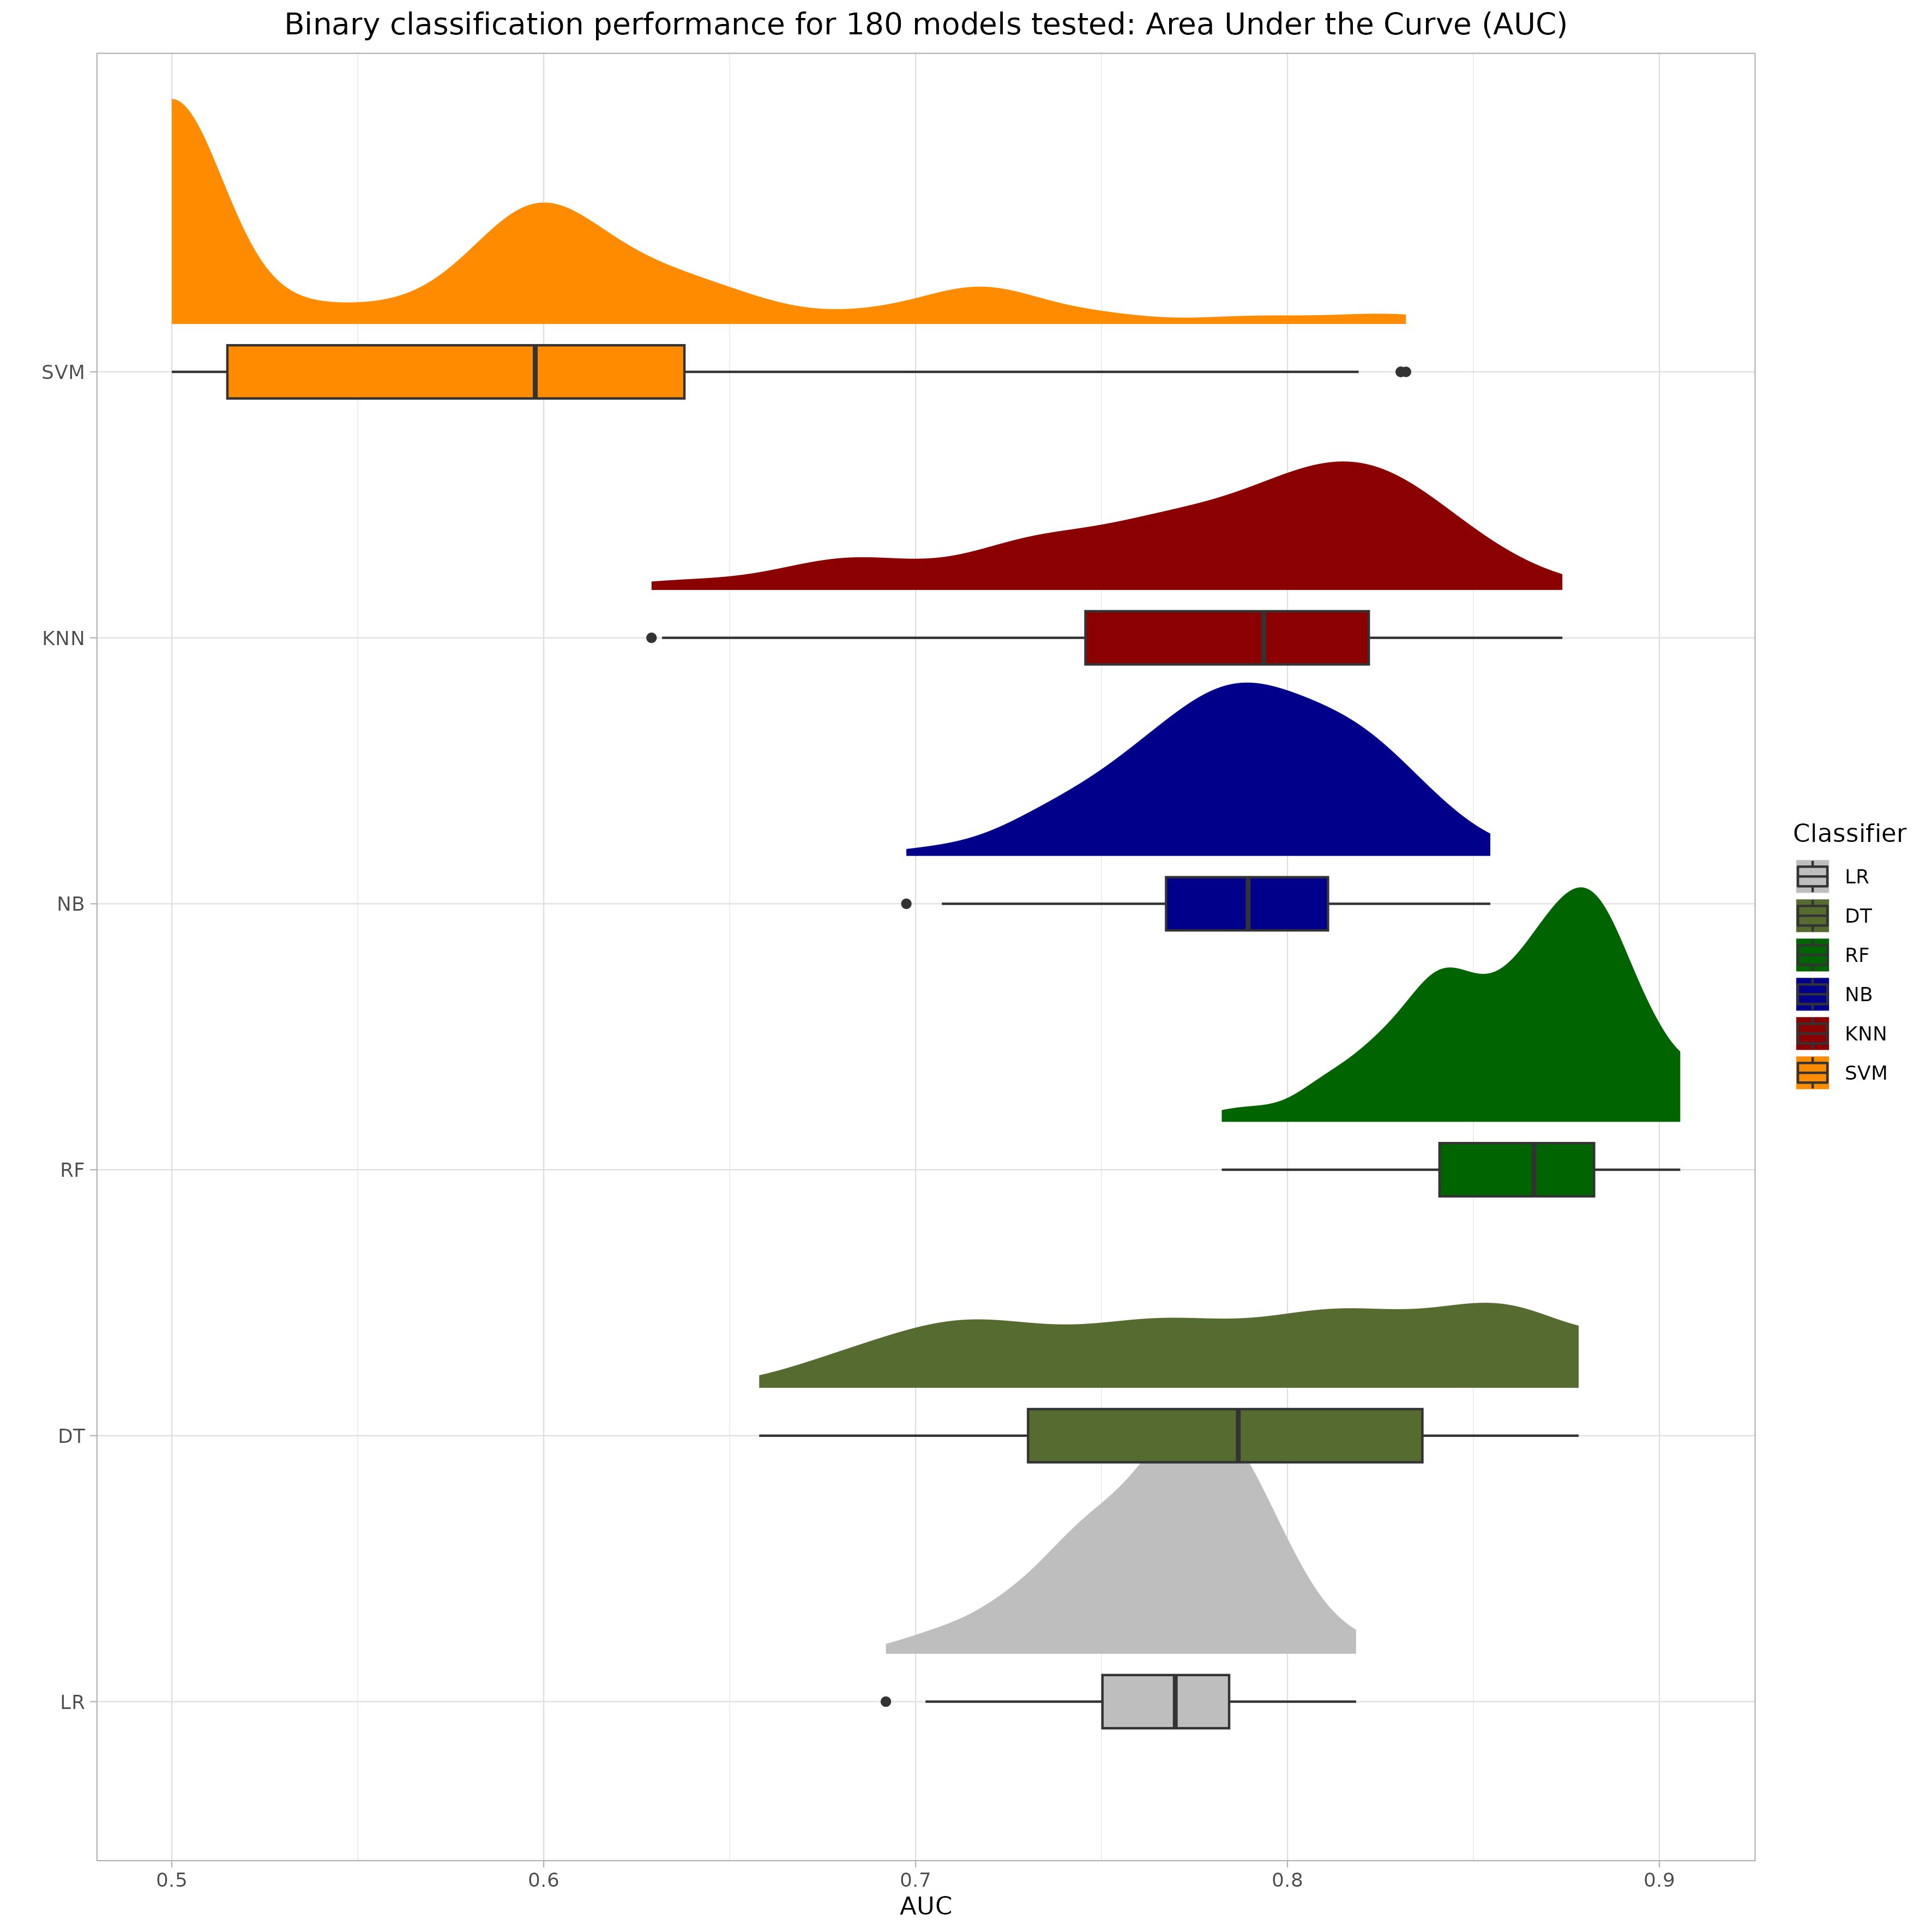 Binary classification performance for 180 models tested: Area Under the Curve (AUC)
SVM
KNN
NB
RF
DT
LR
0.5 0.6 0.7 0.8 0.9
AUC
Classifier
LR
DT
RF
NB
KNN
SVM